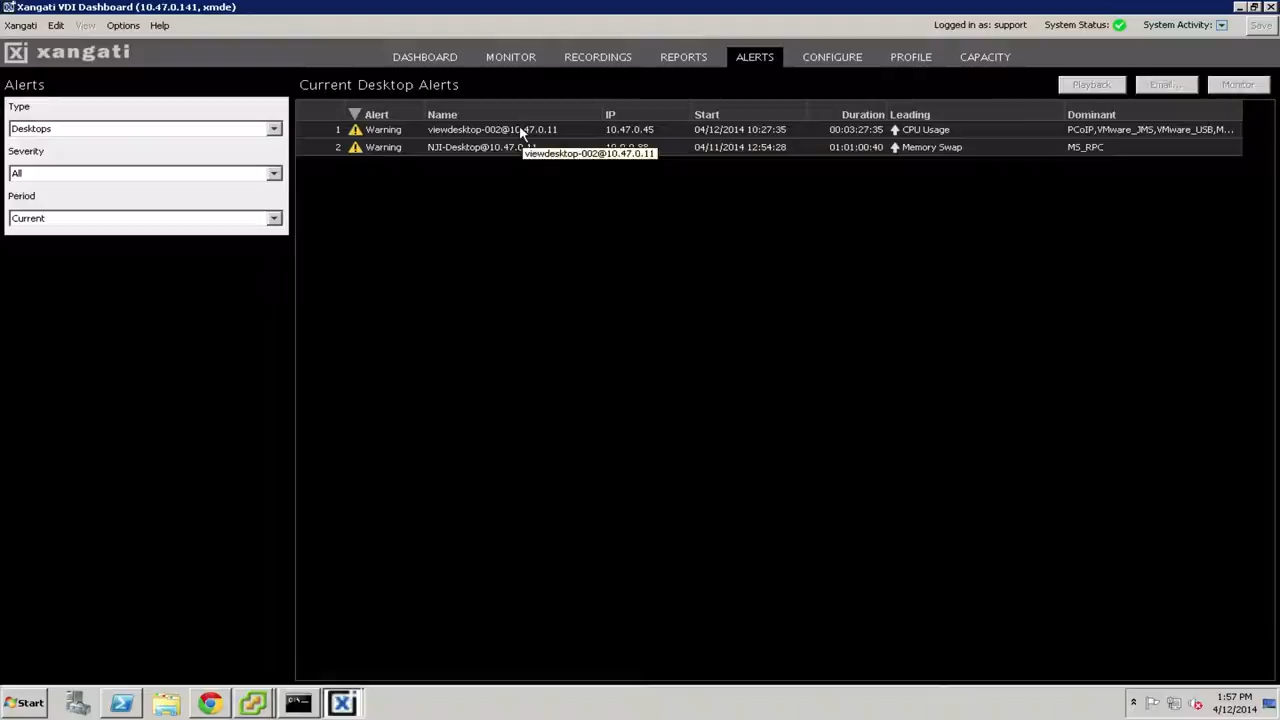 Xangati VDI Dashboard (10.47.0.141, xmde)
Xangati Edit View Options Help Logged in as: support System Status: System Activity: Save
xangati DASHBOARD MONITOR RECORDINGS REPORTS ALERTS CONFIGURE PROFILE CAPACITY
Alerts Current Desktop Alerts Playback Email... Monitor
Type
Desktops
Severity
All
Period
Current
Alert Name IP Start Duration Leading Dominant
1 Warning viewdesktop-002@10.47.0.11 10.47.0.45 04/12/2014 10:27:35 00:03:27:35 CPU Usage PCoIP,VMware_JMS,VMware_USB,M...
2 Warning NJI-Desktop@10.47.0.11 04/11/2014 12:54:28 01:01:00:40 Memory Swap MS_RPC
viewdesktop-002@10.47.0.11
Start 1:57 PM
4/12/2014